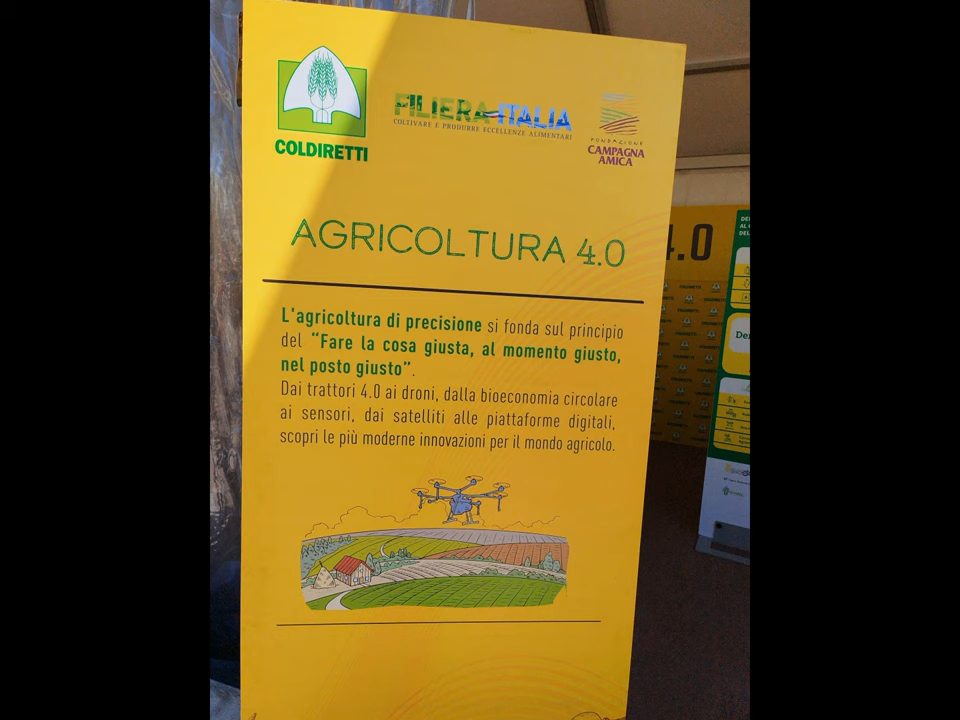 COLDIRETTI
FILIERA ITALIA
COLTIVARE E PRODURRE ECCELLENZE ALIMENTARI
FONDAZIONE
CAMPAGNA
AMICA
AGRICOLTURA 4.0
L'agricoltura di precisione si fonda sul principio
del “Fare la cosa giusta, al momento giusto,
nel posto giusto”.
Dai trattori 4.0 ai droni, dalla bioeconomia circolare
ai sensori, dai satelliti alle piattaforme digitali,
scopri le più moderne innovazioni per il mondo agricolo.
4.0